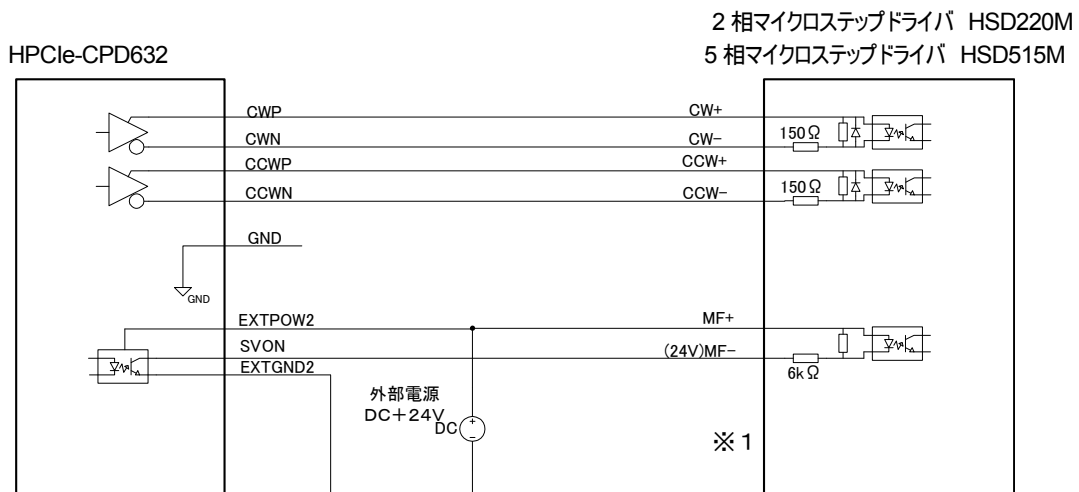 2 相マイクロステップドライバ HSD220M
HPCIe-CPD632
5 相マイクロステップドライバ HSD515M
CWP
CW+
CWN
CW-
150Ω
CCWP
CCW+
CCWN
CCW-
150Ω
GND
GND
EXTPOW2
MF+
SVON
(24V)MF-
EXTGND2
6kΩ
外部電源
DC+24V
DC
※1